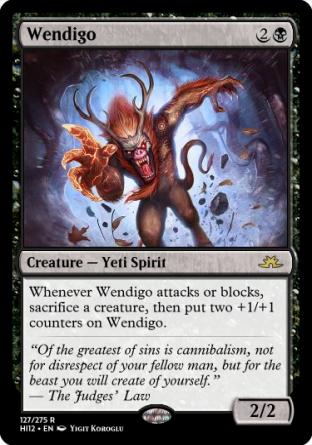 Wendigo 2
Creature — Yeti Spirit
Whenever Wendigo attacks or blocks,
sacrifice a creature, then put two +1/+1
counters on Wendigo.
“Of the greatest of sins is cannibalism, not
for disrespect of your fellow man, but for the
beast you will create of yourself.”
— The Judges’ Law
2/2
127/275 R
HI12 • EN YIGIT KOROGLU